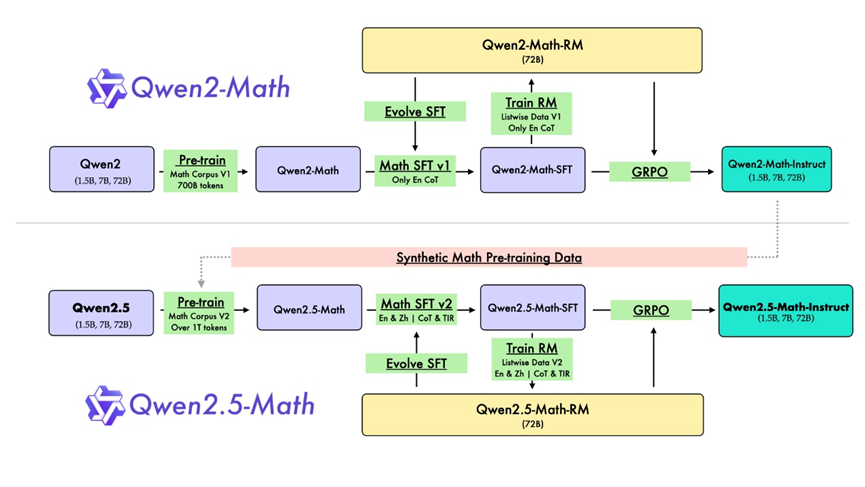 Qwen2-Math-RM
(72B)
Qwen2-Math
Evolve SFT
Train RM
Listwise Data V1
Only En CoT
Qwen2
(1.5B, 7B, 72B)
Pre-train
Math Corpus V1
700B tokens
Qwen2-Math
Math SFT v1
Only En CoT
Qwen2-Math-SFT
GRPO
Qwen2-Math-Instruct
(1.5B, 7B, 72B)
Synthetic Math Pre-training Data
Qwen2.5
(1.5B, 7B, 72B)
Pre-train
Math Corpus V2
Over 1T tokens
Qwen2.5-Math
Math SFT v2
En & Zh | CoT & TIR
Qwen2.5-Math-SFT
GRPO
Qwen2.5-Math-Instruct
(1.5B, 7B, 72B)
Evolve SFT
Train RM
Listwise Data V2
En & Zh | CoT & TIR
Qwen2.5-Math
Qwen2.5-Math-RM
(72B)